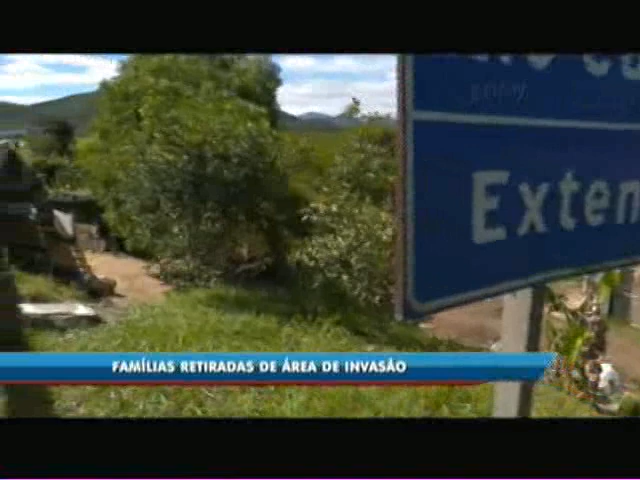 Exten
FAMÍLIAS RETIRADAS DE ÁREA DE INVASÃO